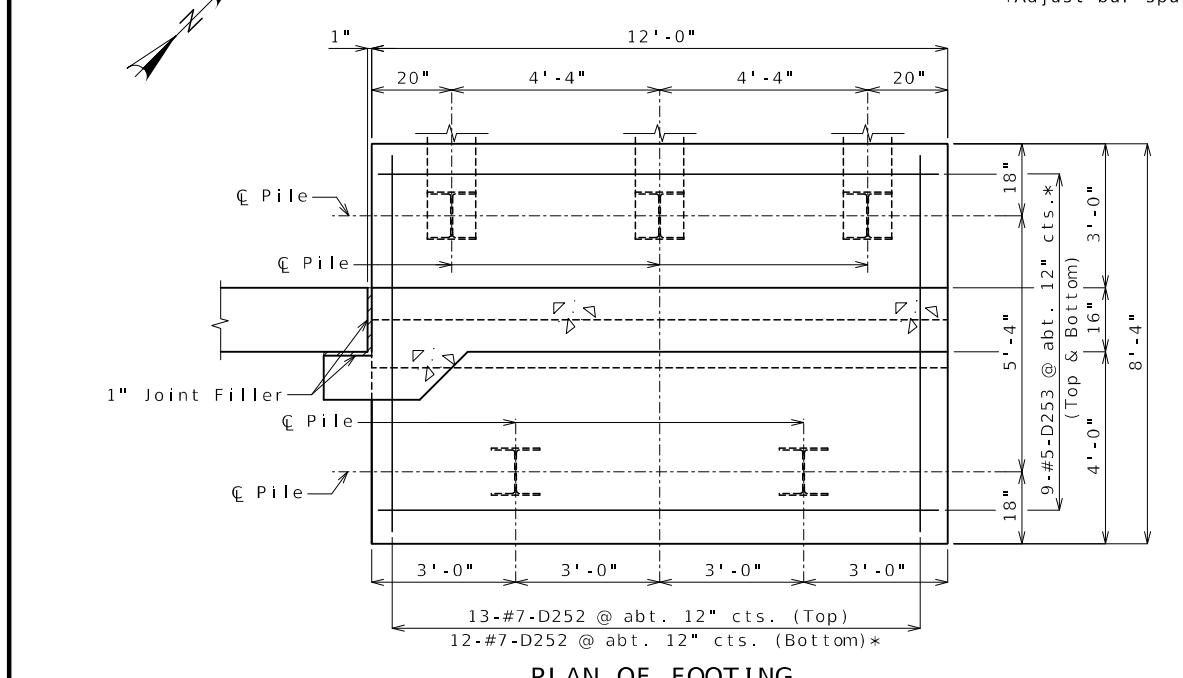 *Adjust bar spa
N
1"
12'-0"
20"
4'-4"
4'-4"
20"
℄ Pile
℄ Pile
1" Joint Filler
℄ Pile
℄ Pile
18"
5'-4"
18"
9-#5-D253 @ abt. 12" cts.*
(Top & Bottom)
3'-0"
16"
4'-0"
8'-4"
3'-0"
3'-0"
3'-0"
3'-0"
13-#7-D252 @ abt. 12" cts. (Top)
12-#7-D252 @ abt. 12" cts. (Bottom)*
PLAN OF FOOTING